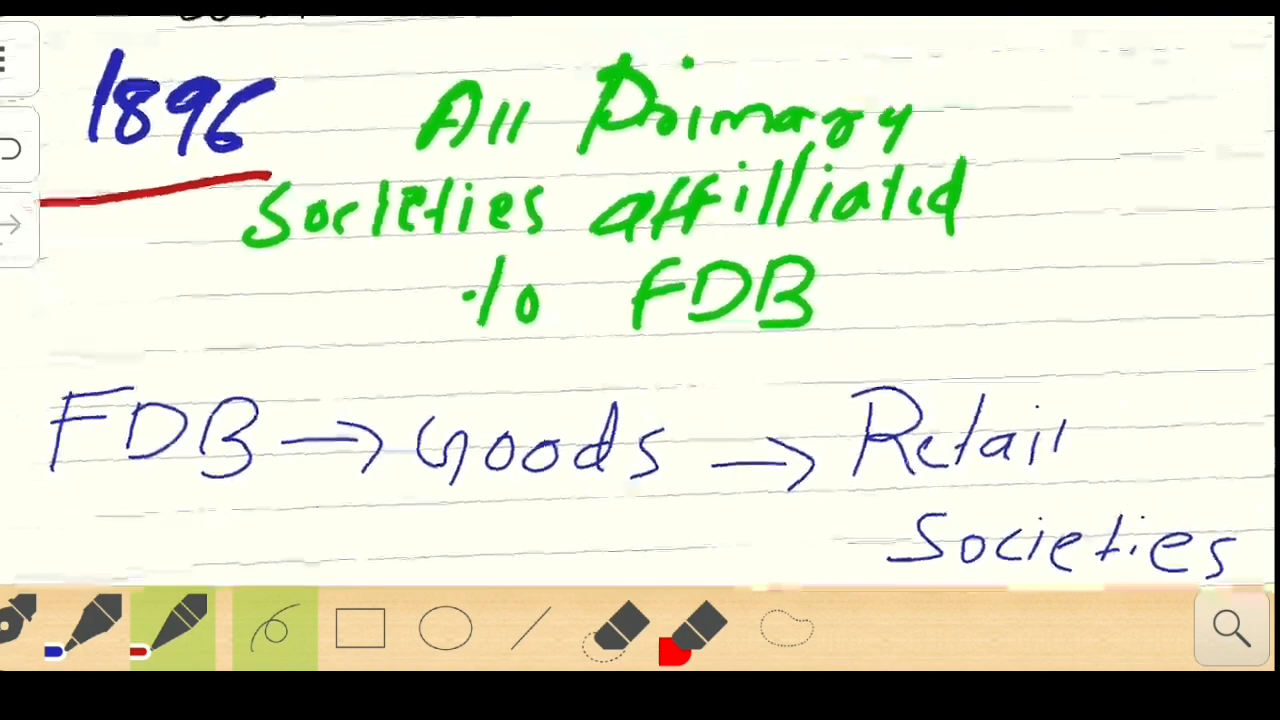 1896
All Primary
Societies affilliated
to FDB
FDB → Goods → Retail
Societies